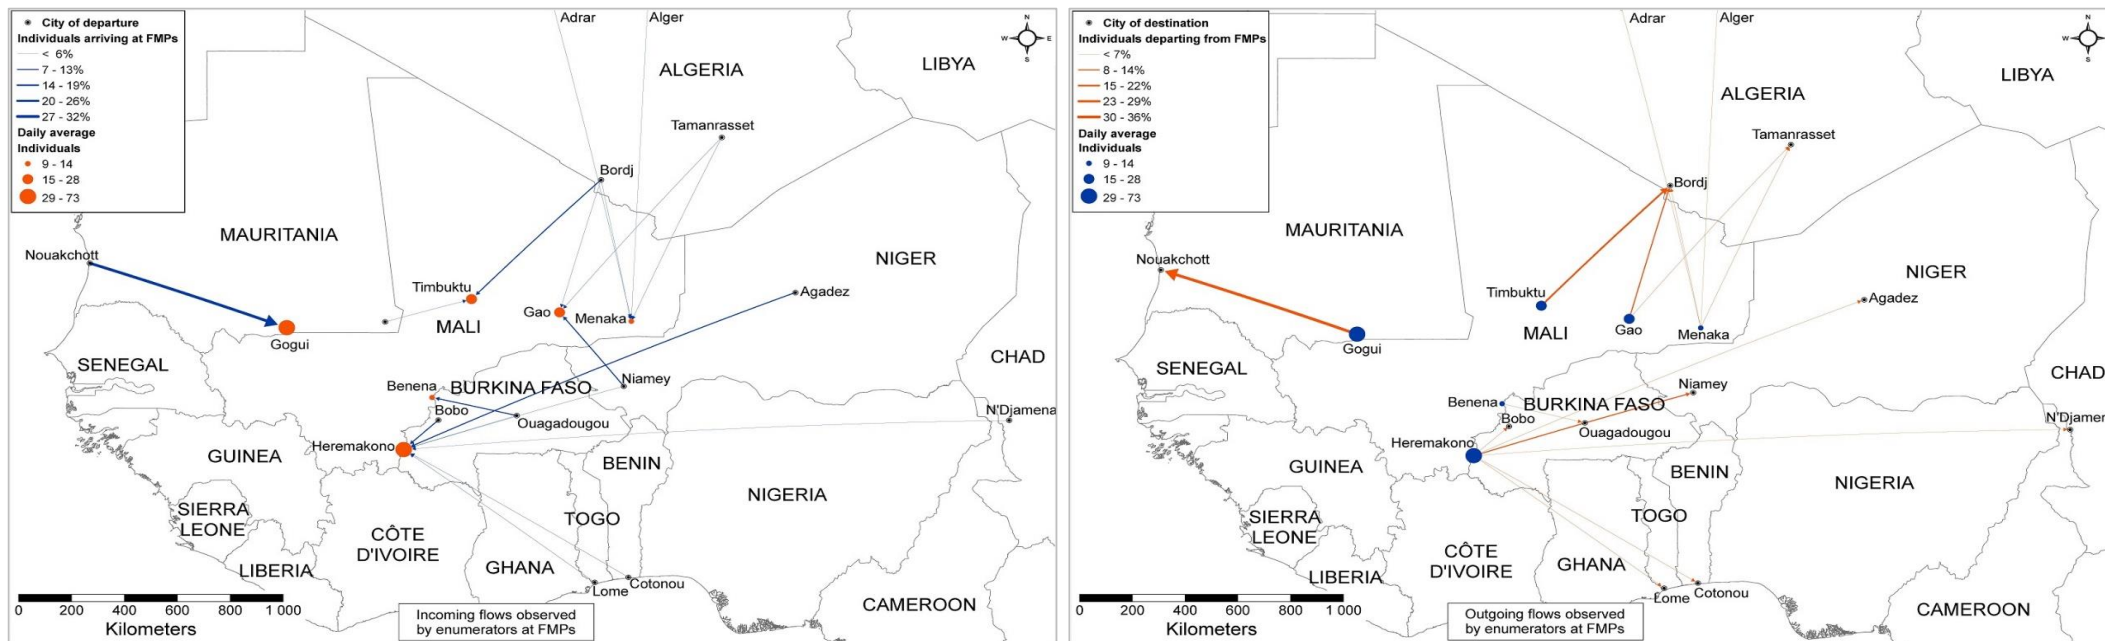 City of departure
Individuals arriving at FMPs
< 6%
7 - 13%
14 - 19%
20 - 26%
27 - 32%
Daily average
Individuals
9 - 14
15 - 28
29 - 73
Adrar
Alger
N
W
E
S
LIBYA
ALGERIA
Tamanrasset
Bordj
MAURITANIA
Nouakchott
NIGER
Timbuktu
Agadez
Gao
Menaka
MALI
Gogui
SENEGAL
CHAD
Benena
BURKINA FASO
Niamey
Bobo
N'Djamena
Ouagadougou
Heremakono
GUINEA
BENIN
NIGERIA
SIERRA
LEONE
TOGO
CÔTE
D'IVOIRE
GHANA
LIBERIA
Cotonou
Lome
CAMEROON
0 200 400 600 800 1 000
Kilometers
Incoming flows observed
by enumerators at FMPs
City of destination
Individuals departing from FMPs
< 7%
8 - 14%
15 - 22%
23 - 29%
30 - 36%
Daily average
Individuals
9 - 14
15 - 28
29 - 73
Adrar
Alger
N
W
E
S
LIBYA
ALGERIA
Tamanrasset
Bordj
MAURITANIA
Nouakchott
NIGER
Timbuktu
Agadez
Gao
Menaka
MALI
Gogui
SENEGAL
CHAD
Niamey
Benena
BURKINA FASO
Bobo
N'Djamen
Ouagadougou
Heremakono
GUINEA
BENIN
NIGERIA
SIERRA
LEONE
TOGO
CÔTE
D'IVOIRE
GHANA
LIBERIA
Lome
Cotonou
CAMEROON
0 200 400 600 800 1 000
Kilometers
Outgoing flows observed
by enumerators at FMPs